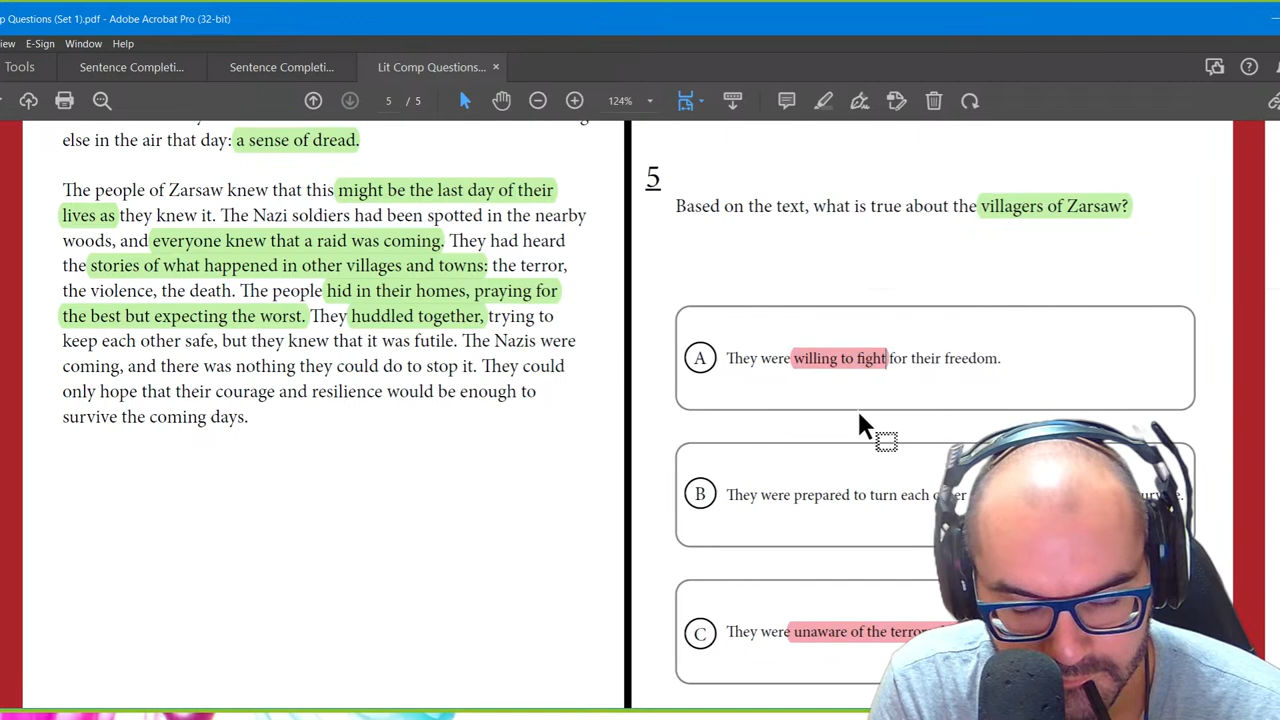 p Questions (Set 1).pdf - Adobe Acrobat Pro (32-bit)
iew E-Sign Window Help
Tools Sentence Completi... Sentence Completi... Lit Comp Questions... ×
5 / 5 124%
else in the air that day: a sense of dread.
The people of Zarsaw knew that this might be the last day of their
lives as they knew it. The Nazi soldiers had been spotted in the nearby
woods, and everyone knew that a raid was coming. They had heard
the stories of what happened in other villages and towns: the terror,
the violence, the death. The people hid in their homes, praying for
the best but expecting the worst. They huddled together, trying to
keep each other safe, but they knew that it was futile. The Nazis were
coming, and there was nothing they could do to stop it. They could
only hope that their courage and resilience would be enough to
survive the coming days.
5
Based on the text, what is true about the villagers of Zarsaw?
A They were willing to fight for their freedom.
B They were prepared to turn each
C They were unaware of the terror